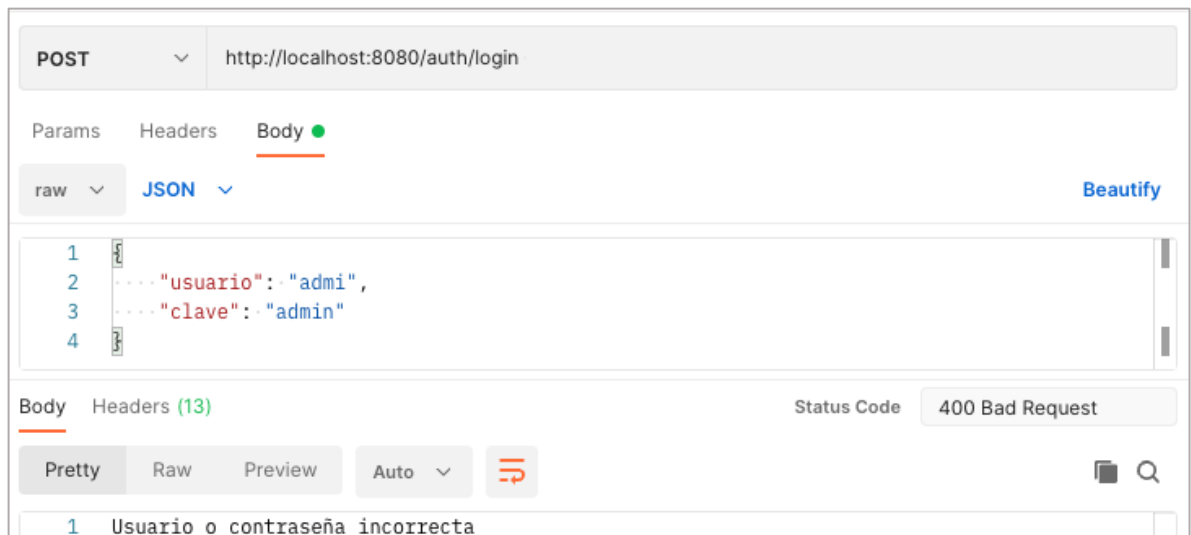 POST http://localhost:8080/auth/login
Params Headers Body
raw JSON Beautify
1 {
2 "usuario": "admi",
3 "clave": "admin"
4 }
Body Headers (13) Status Code 400 Bad Request
Pretty Raw Preview Auto
1 Usuario o contraseña incorrecta